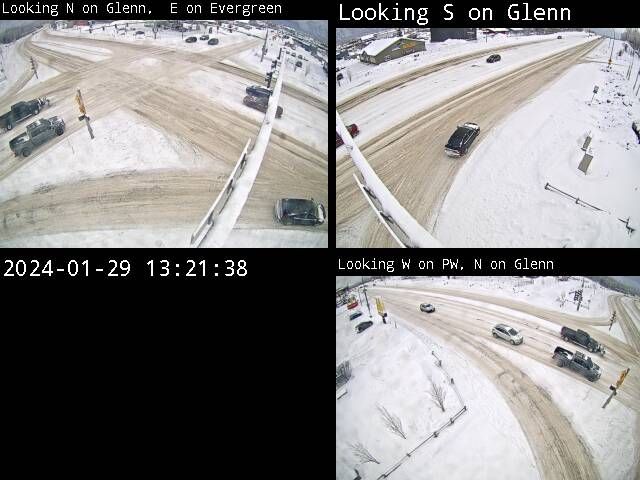 Looking N on Glenn,  E on Evergreen
Looking S on Glenn
2024-01-29 13:21:38
Looking W on PW, N on Glenn